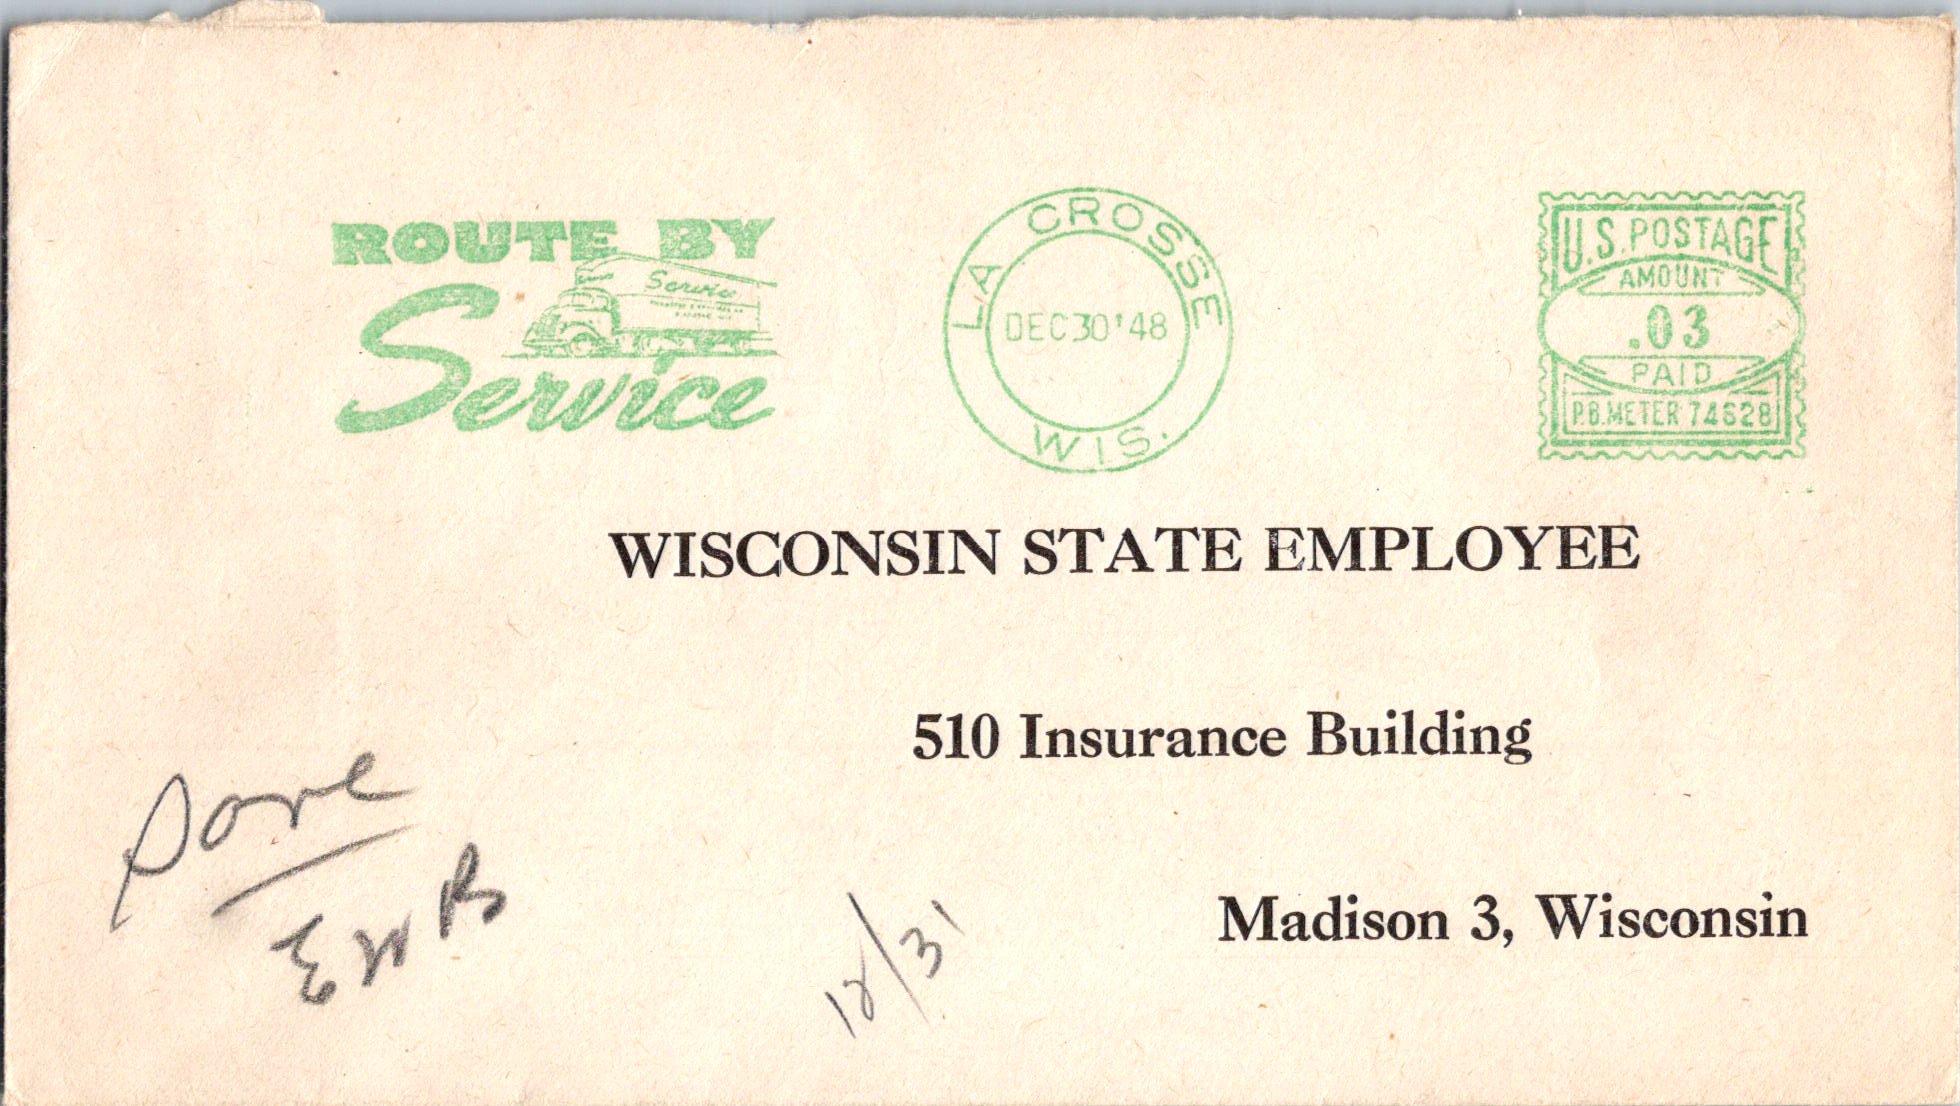 ROUTE BY
Service
Service
LA CROSSE
DEC 30 '48
WIS.
U.S. POSTAGE
AMOUNT
.03
PAID
P.B. METER 74628
WISCONSIN STATE EMPLOYEE
510 Insurance Building
Madison 3, Wisconsin
12/31